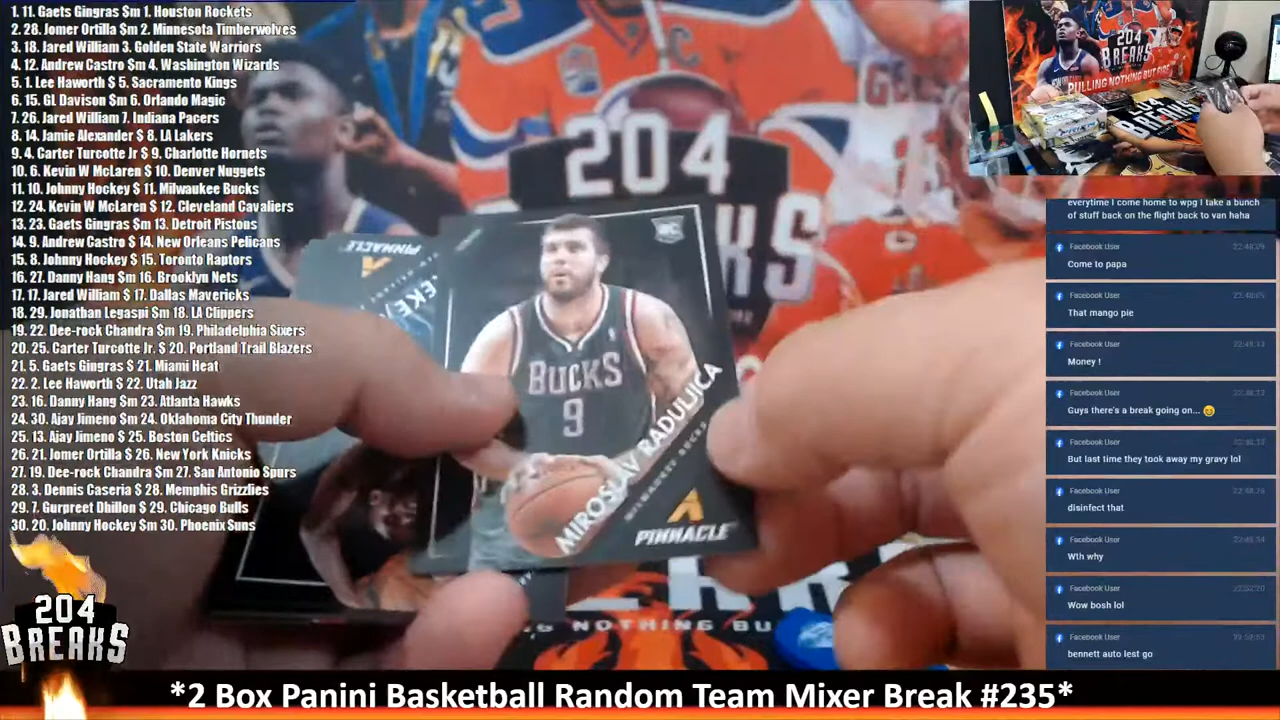 1. 11. Gaets Gingras $m 1. Houston Rockets
2. 28. Jomer Ortilla $m 2. Minnesota Timberwolves
3. 18. Jared William 3. Golden State Warriors
4. 12. Andrew Castro $m 4. Washington Wizards
5. 1. Lee Haworth $ 5. Sacramento Kings
6. 15. GL Davison $m 6. Orlando Magic
7. 26. Jared William 7. Indiana Pacers
8. 14. Jamie Alexander $ 8. LA Lakers
9. 4. Carter Turcotte Jr $ 9. Charlotte Hornets
10. 6. Kevin W McLaren $ 10. Denver Nuggets
11. 10. Johnny Hockey $ 11. Milwaukee Bucks
12. 24. Kevin W McLaren $ 12. Cleveland Cavaliers
13. 23. Gaets Gingras $m 13. Detroit Pistons
14. 9. Andrew Castro $ 14. New Orleans Pelicans
15. 8. Johnny Hockey $ 15. Toronto Raptors
16. 27. Danny Hang $m 16. Brooklyn Nets
17. 17. Jared William $ 17. Dallas Mavericks
18. 29. Jonathan Legaspi $m 18. LA Clippers
19. 22. Dee-rock Chandra $m 19. Philadelphia Sixers
20. 25. Carter Turcotte Jr. $ 20. Portland Trail Blazers
21. 5. Gaets Gingras $ 21. Miami Heat
22. 2. Lee Haworth $ 22. Utah Jazz
23. 16. Danny Hang $m 23. Atlanta Hawks
24. 30. Ajay Jimeno $m 24. Oklahoma City Thunder
25. 13. Ajay Jimeno $ 25. Boston Celtics
26. 21. Jomer Ortilla $ 26. New York Knicks
27. 19. Dee-rock Chandra $m 27. San Antonio Spurs
28. 3. Dennis Caseria $ 28. Memphis Grizzlies
29. 7. Gurpreet Dhillon $ 29. Chicago Bulls
30. 20. Johnny Hockey $m 30. Phoenix Suns
204
BREAKS
204
PINNACLE
RC
BUCKS
9
MIROSLAV RADULJICA
MILWAUKEE BUCKS
PINNACLE
NOTHING BU
204
BREAKS
PULLING NOTHING BUT FIRE
everytime I come home to wpg I take a bunch
of stuff back on the flight back to van haha
Facebook User
Come to papa
Facebook User
That mango pie
Facebook User
Money !
Facebook User
Guys there's a break going on... 😄
Facebook User
But last time they took away my gravy lol
Facebook User
disinfect that
Facebook User
Wth why
Facebook User
Wow bosh lol
Facebook User
bennett auto lest go
*2 Box Panini Basketball Random Team Mixer Break #235*